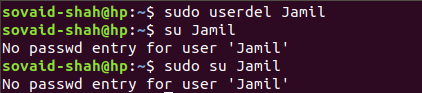 sovaid-shah@hp:~$ sudo userdel Jamil
sovaid-shah@hp:~$ su Jamil
No passwd entry for user 'Jamil'
sovaid-shah@hp:~$ sudo su Jamil
No passwd entry for user 'Jamil'